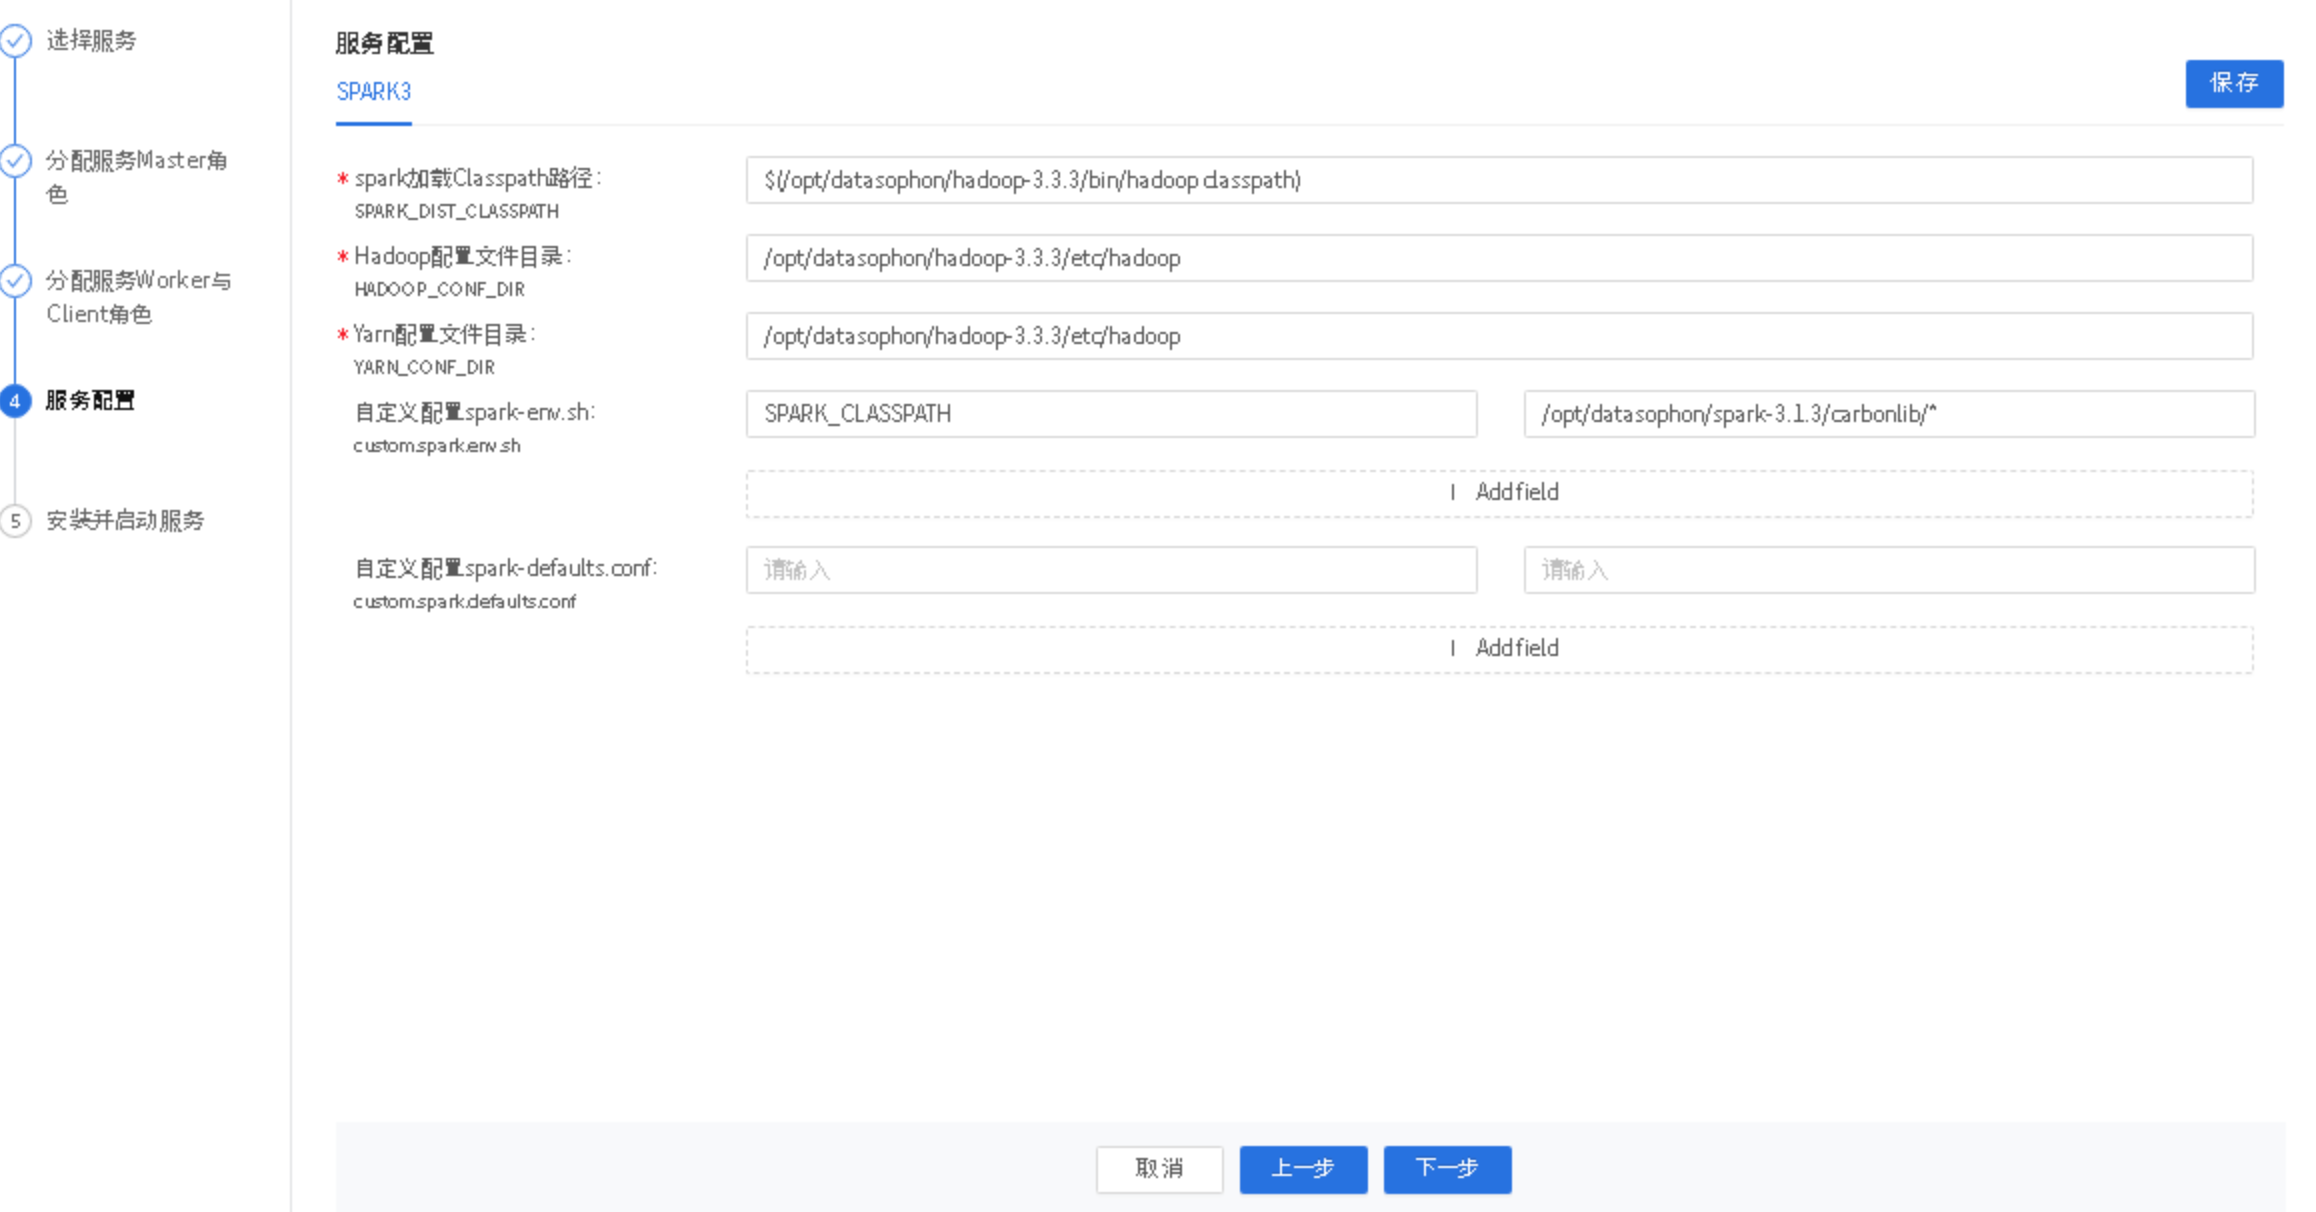 选择服务
分配服务Master角
色
分配服务Worker与
Client角色
4
服务配置
5
安装并启动服务
服务配置
SPARK3
保存
* spark加载Classpath路径:
SPARK_DIST_CLASSPATH
$(/opt/datasophon/hadoop-3.3.3/bin/hadoop classpath)
* Hadoop配置文件目录:
HADOOP_CONF_DIR
/opt/datasophon/hadoop-3.3.3/etc/hadoop
* Yarn配置文件目录:
YARN_CONF_DIR
/opt/datasophon/hadoop-3.3.3/etc/hadoop
自定义配置spark-env.sh:
custom.spark.env.sh
SPARK_CLASSPATH
/opt/datasophon/spark-3.1.3/carbonlib/*
Add field
自定义配置spark-defaults.conf:
custom.spark.defaults.conf
请输入
请输入
Add field
取消
上一步
下一步